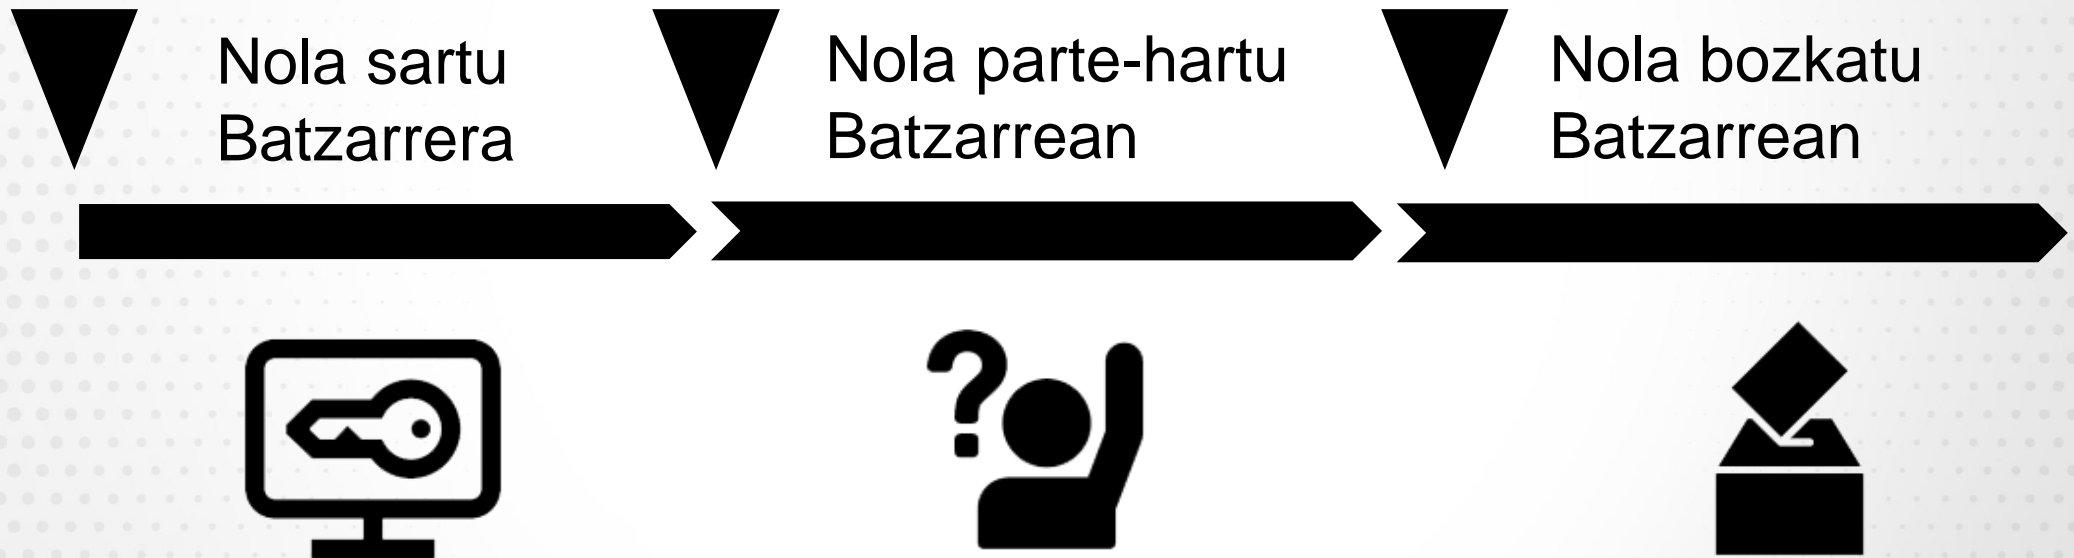 Nola sartu
Batzarrera
Nola parte-hartu
Batzarrean
Nola bozkatu
Batzarrean